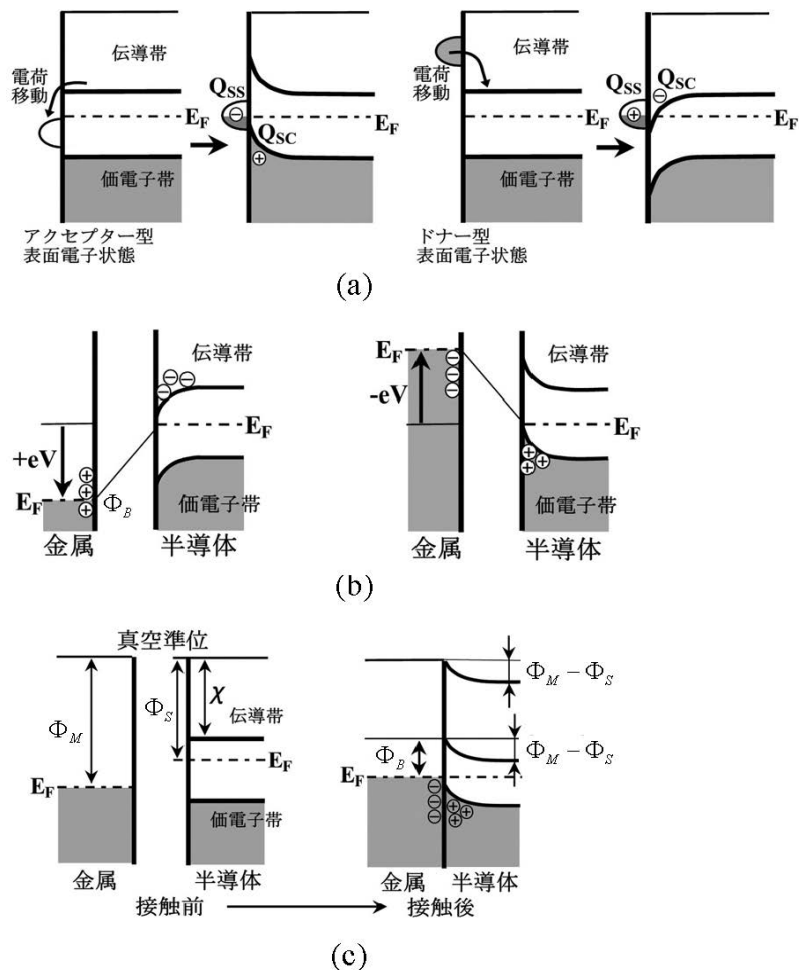 伝導帯
電荷
移動
E_F
価電子帯
アクセプター型
表面電子状態
Q_SS
⊖
Q_SC
⊕
E_F
伝導帯
電荷
移動
E_F
価電子帯
ドナー型
表面電子状態
Q_SS
⊖
Q_SC
⊕
E_F
(a)
伝導帯
⊖⊖⊖
⊖
E_F
+eV
⊕
⊕
⊕
E_F
Φ_B
価電子帯
金属
半導体
E_F
⊖
⊖
⊖
-eV
伝導帯
E_F
⊕⊕
⊕
価電子帯
金属
半導体
(b)
真空準位
Φ_M
Φ_S
χ
伝導帯
E_F
E_F
価電子帯
金属
半導体
接触前
Φ_M − Φ_S
Φ_M − Φ_S
Φ_B
E_F
⊖
⊖
⊖
⊕⊕
⊕
金属
半導体
接触後
(c)